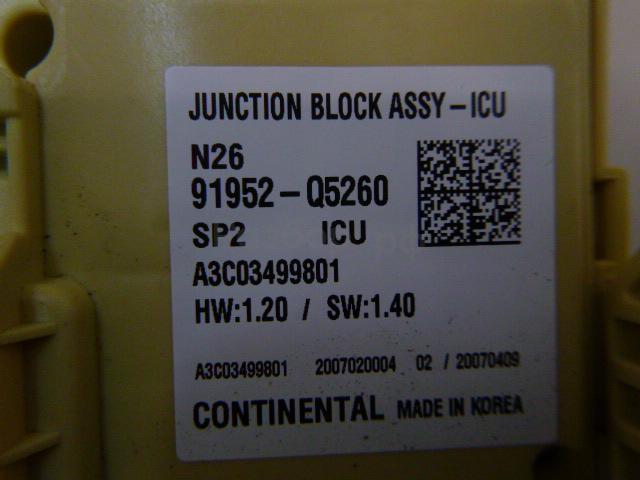 JUNCTION BLOCK ASSY-ICU
N26
91952-Q5260
SP2 ICU
A3C03499801
HW:1.20 / SW:1.40
A3C03499801 2007020004 02 / 20070409
CONTINENTAL MADE IN KOREA